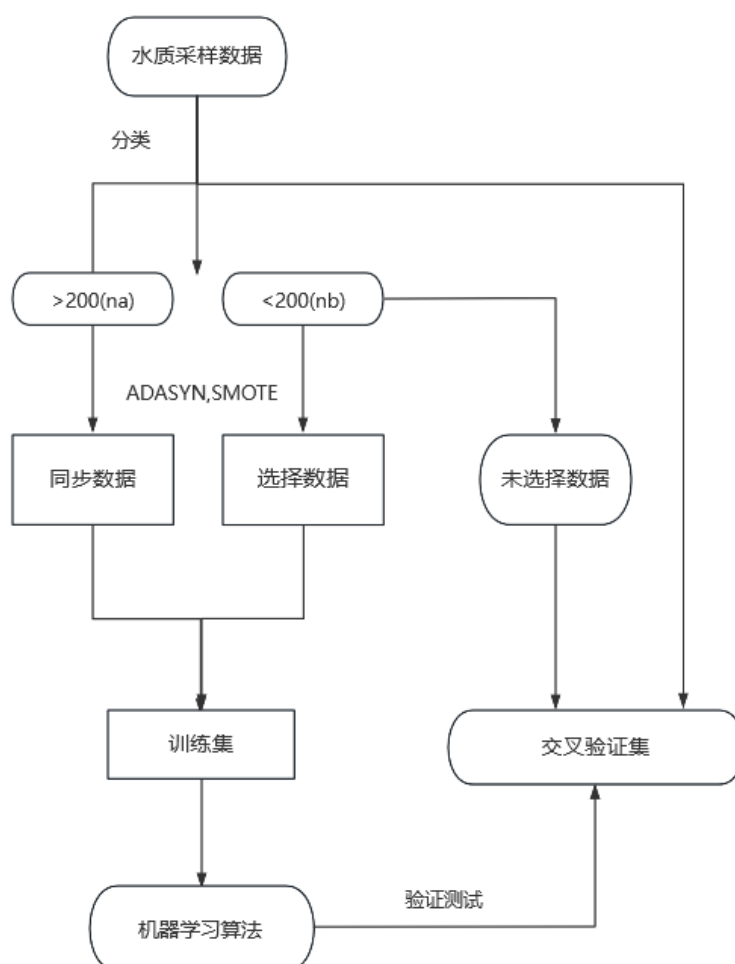 水质采样数据
分类
>200(na)
<200(nb)
ADASYN,SMOTE
同步数据
选择数据
未选择数据
训练集
交叉验证集
验证测试
机器学习算法